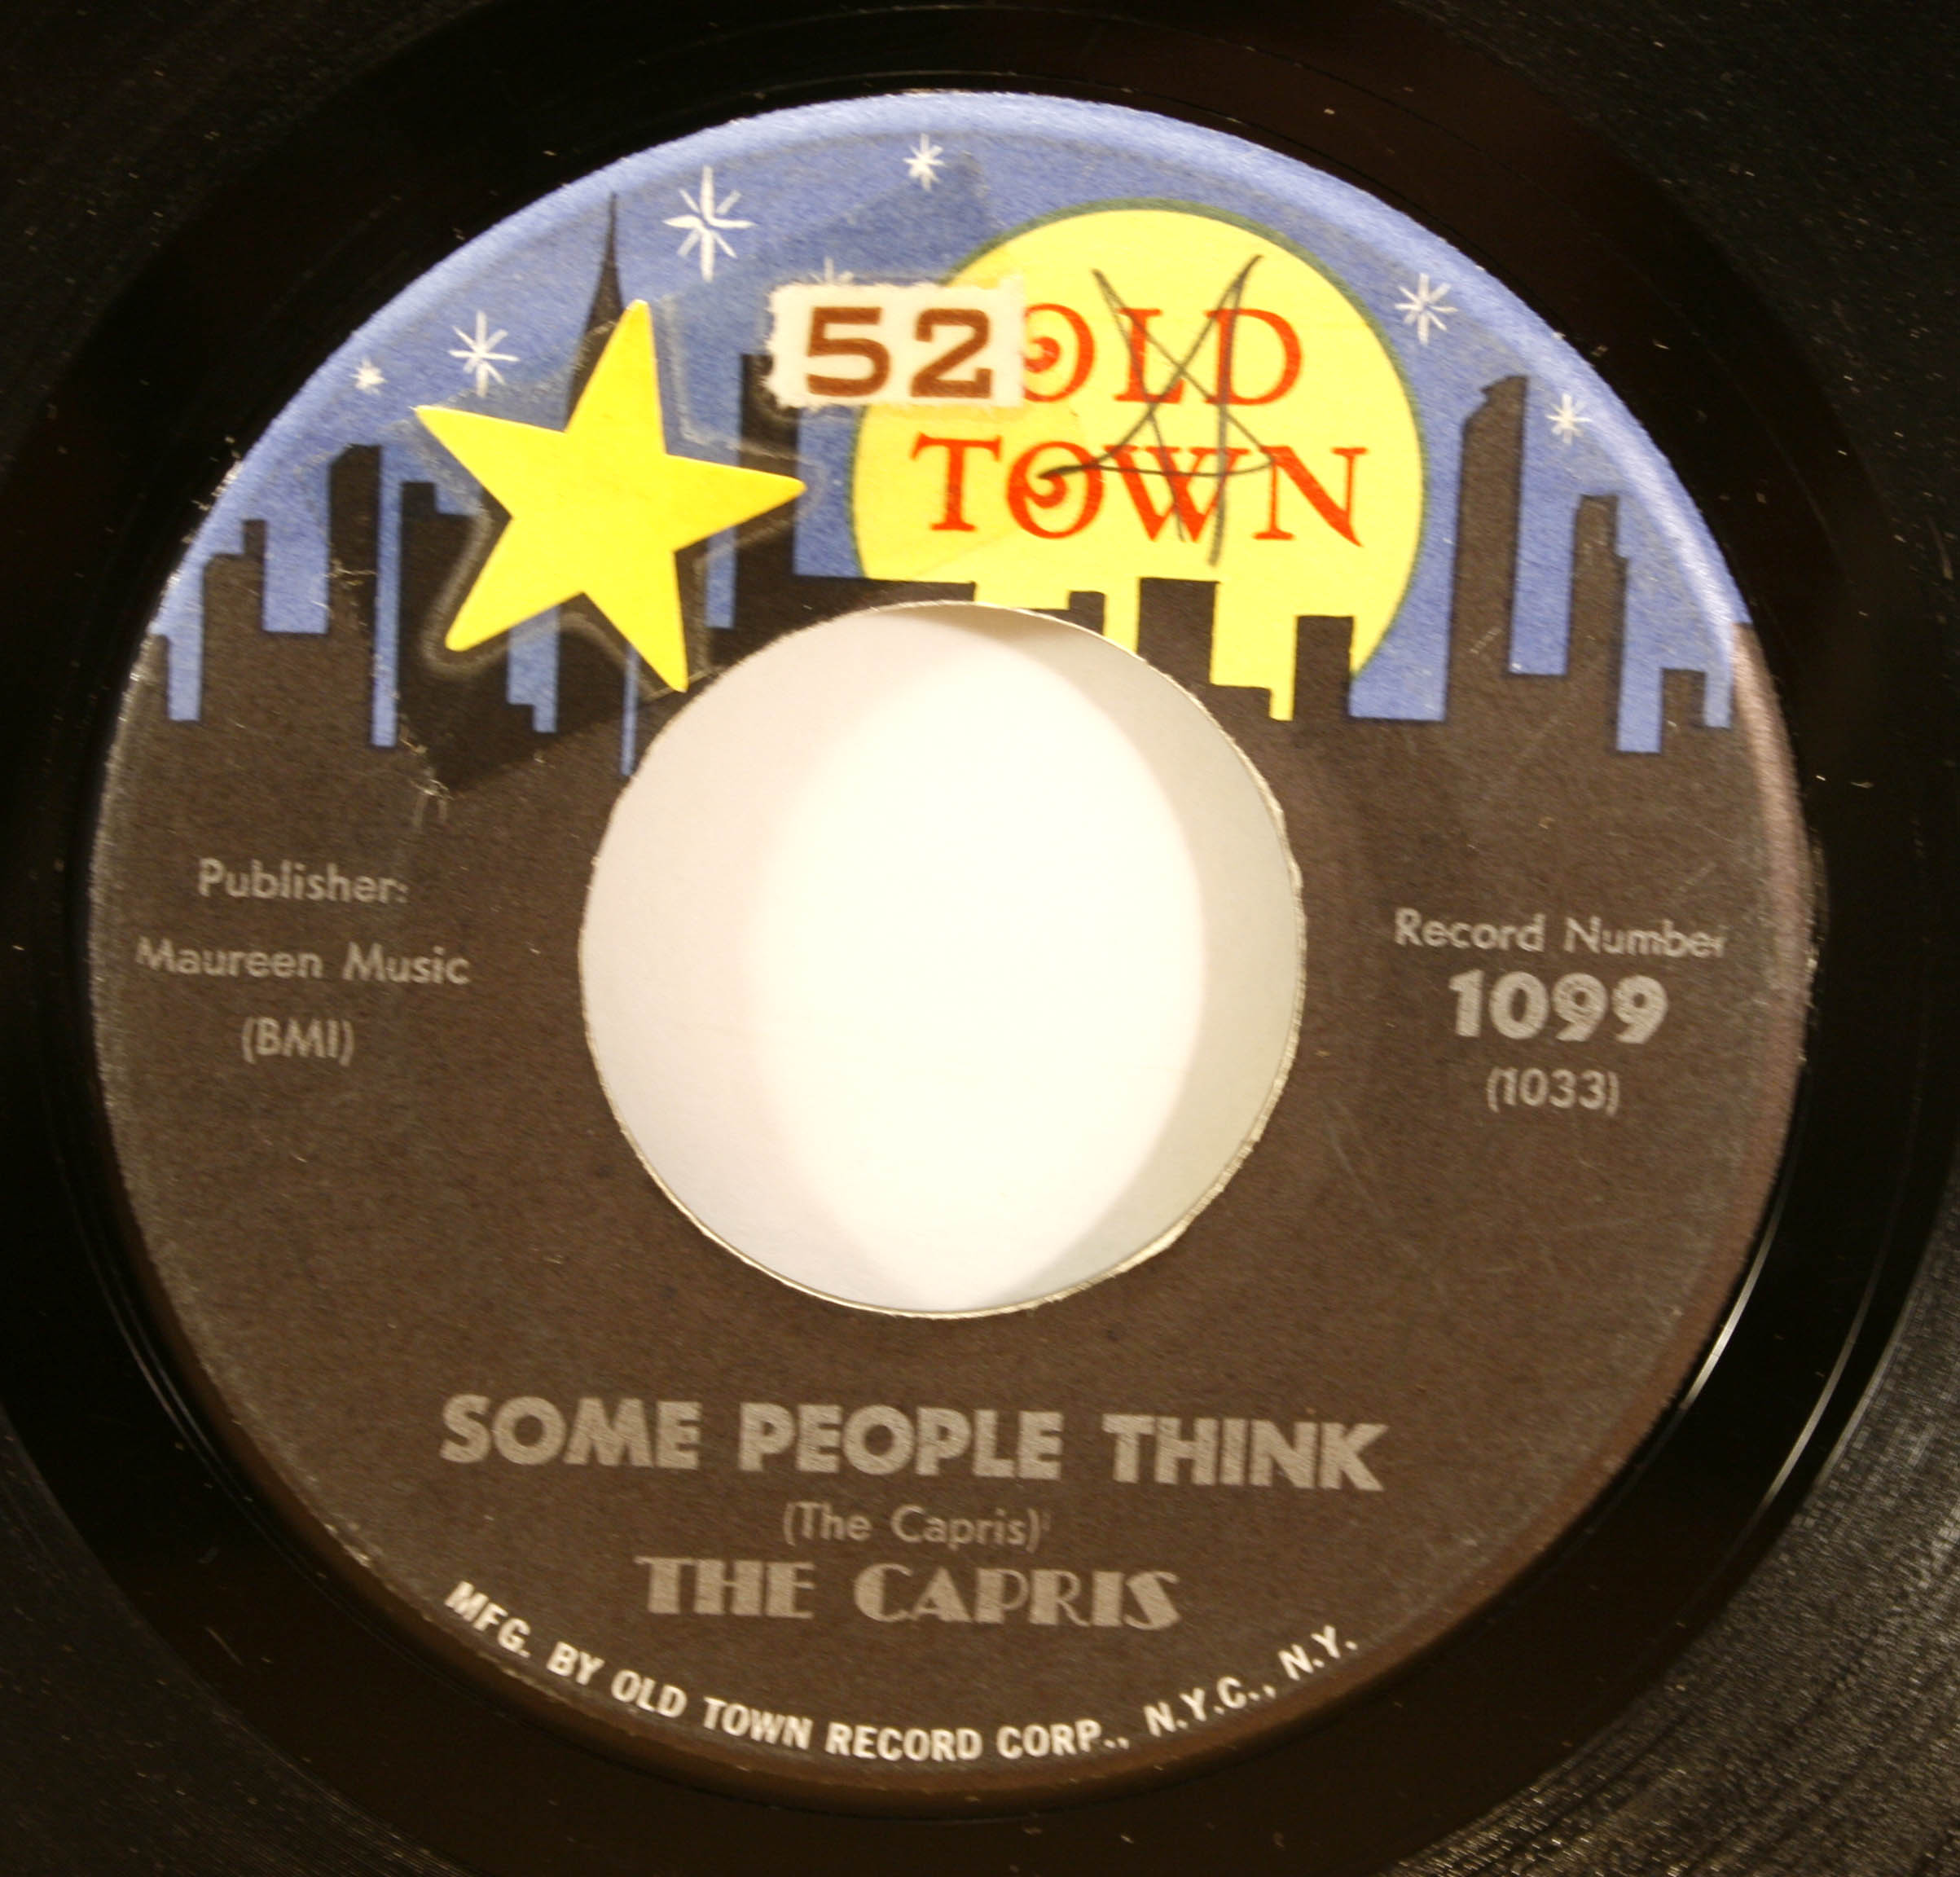 52
OLD
TOWN
Publisher:
Maureen Music
(BMI)
Record Number
1099
(1033)
SOME PEOPLE THINK
(The Capris)
THE CAPRIS
MFG. BY OLD TOWN RECORD CORP., N.Y.C., N.Y.